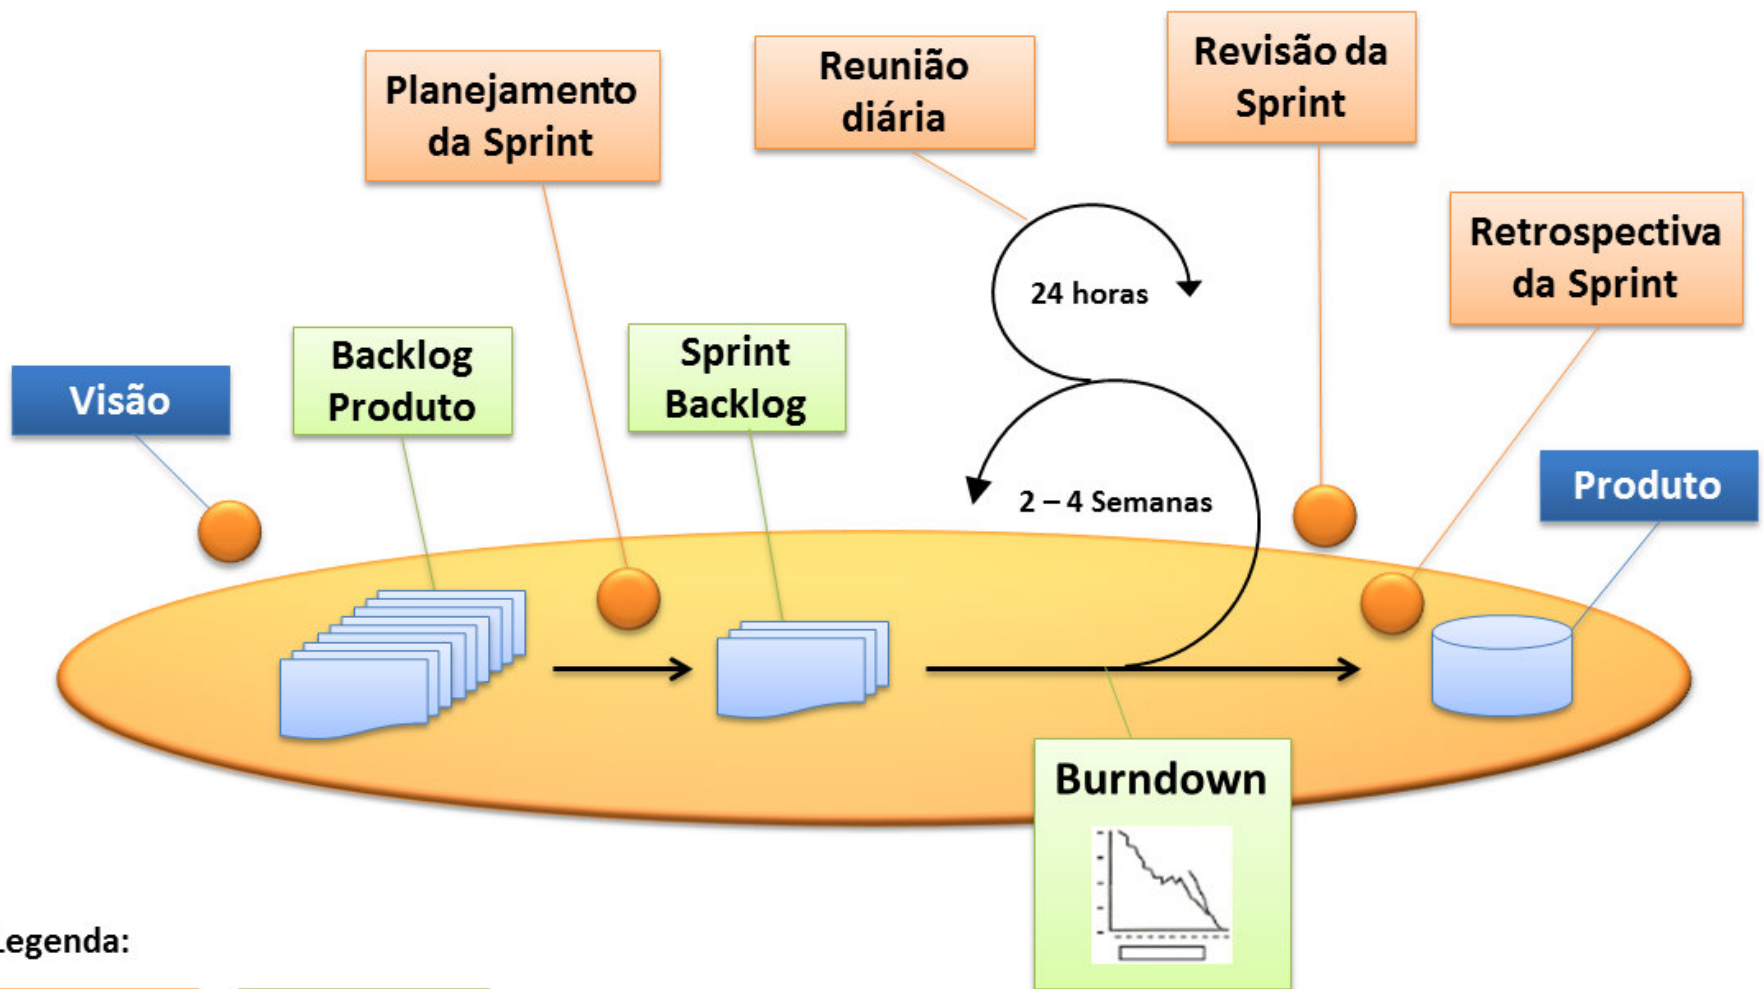 Planejamento
da Sprint
Reunião
diária
Revisão da
Sprint
Retrospectiva
da Sprint
24 horas
Visão
Backlog
Produto
Sprint
Backlog
2 – 4 Semanas
Produto
Burndown
Legenda: